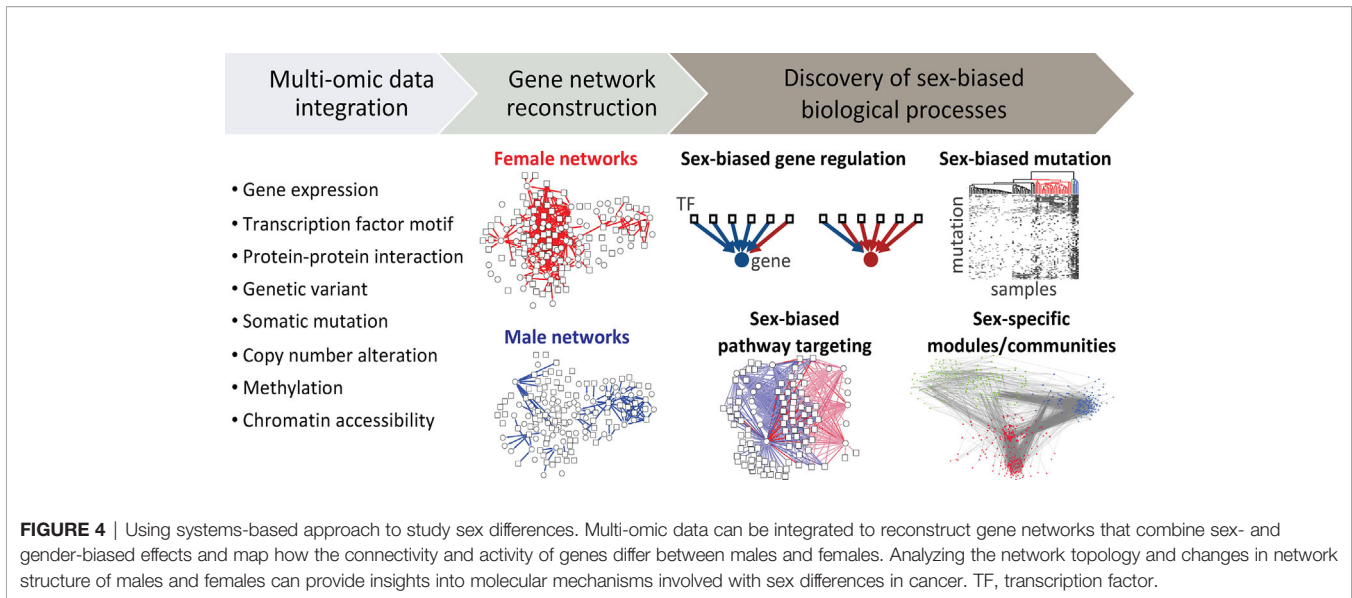 Multi-omic data
integration
Gene network
reconstruction
Discovery of sex-biased
biological processes
• Gene expression
• Transcription factor motif
• Protein-protein interaction
• Genetic variant
• Somatic mutation
• Copy number alteration
• Methylation
• Chromatin accessibility
Female networks
Male networks
Sex-biased gene regulation
TF
gene
Sex-biased mutation
mutation
samples
Sex-biased
pathway targeting
Sex-specific
modules/communities
FIGURE 4 | Using systems-based approach to study sex differences. Multi-omic data can be integrated to reconstruct gene networks that combine sex- and
gender-biased effects and map how the connectivity and activity of genes differ between males and females. Analyzing the network topology and changes in network
structure of males and females can provide insights into molecular mechanisms involved with sex differences in cancer. TF, transcription factor.